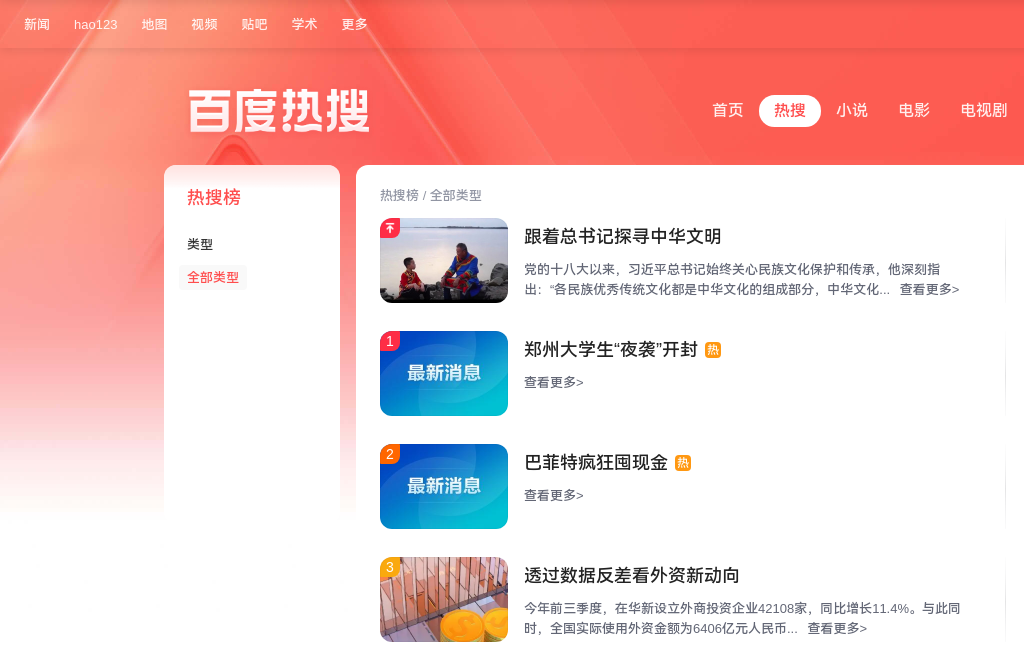 新闻 hao123 地图 视频 贴吧 学术 更多
百度热搜
首页 热搜 小说 电影 电视剧
热搜榜
类型
全部类型
热搜榜 / 全部类型
跟着总书记探寻中华文明
党的十八大以来，习近平总书记始终关心民族文化保护和传承，他深刻指
出：“各民族优秀传统文化都是中华文化的组成部分，中华文化... 查看更多>
1
最新消息
郑州大学生“夜袭”开封 热
查看更多>
2
最新消息
巴菲特疯狂囤现金 热
查看更多>
3
透过数据反差看外资新动向
今年前三季度，在华新设立外商投资企业42108家，同比增长11.4%。与此同
时，全国实际使用外资金额为6406亿元人民币... 查看更多>